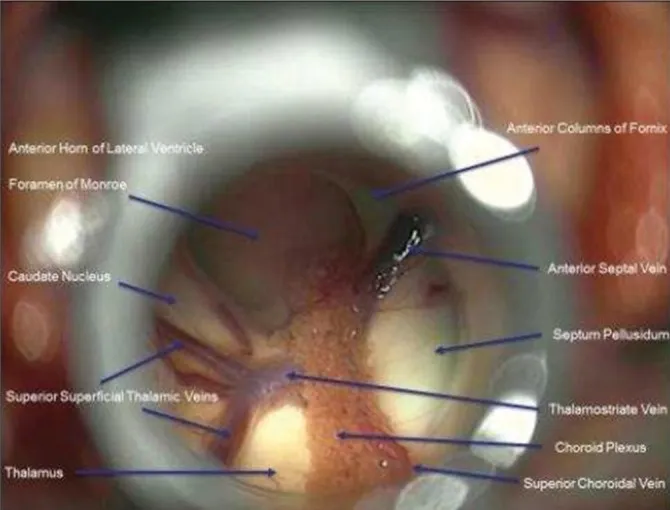 Anterior Columns of Fornix
Anterior Horn of Lateral Ventricle
Foramen of Monroe
Caudate Nucleus
Anterior Septal Vein
Septum Pellusidum
Superior Superficial Thalamic Veins
Thalamostriate Vein
Choroid Plexus
Thalamus
Superior Choroidal Vein